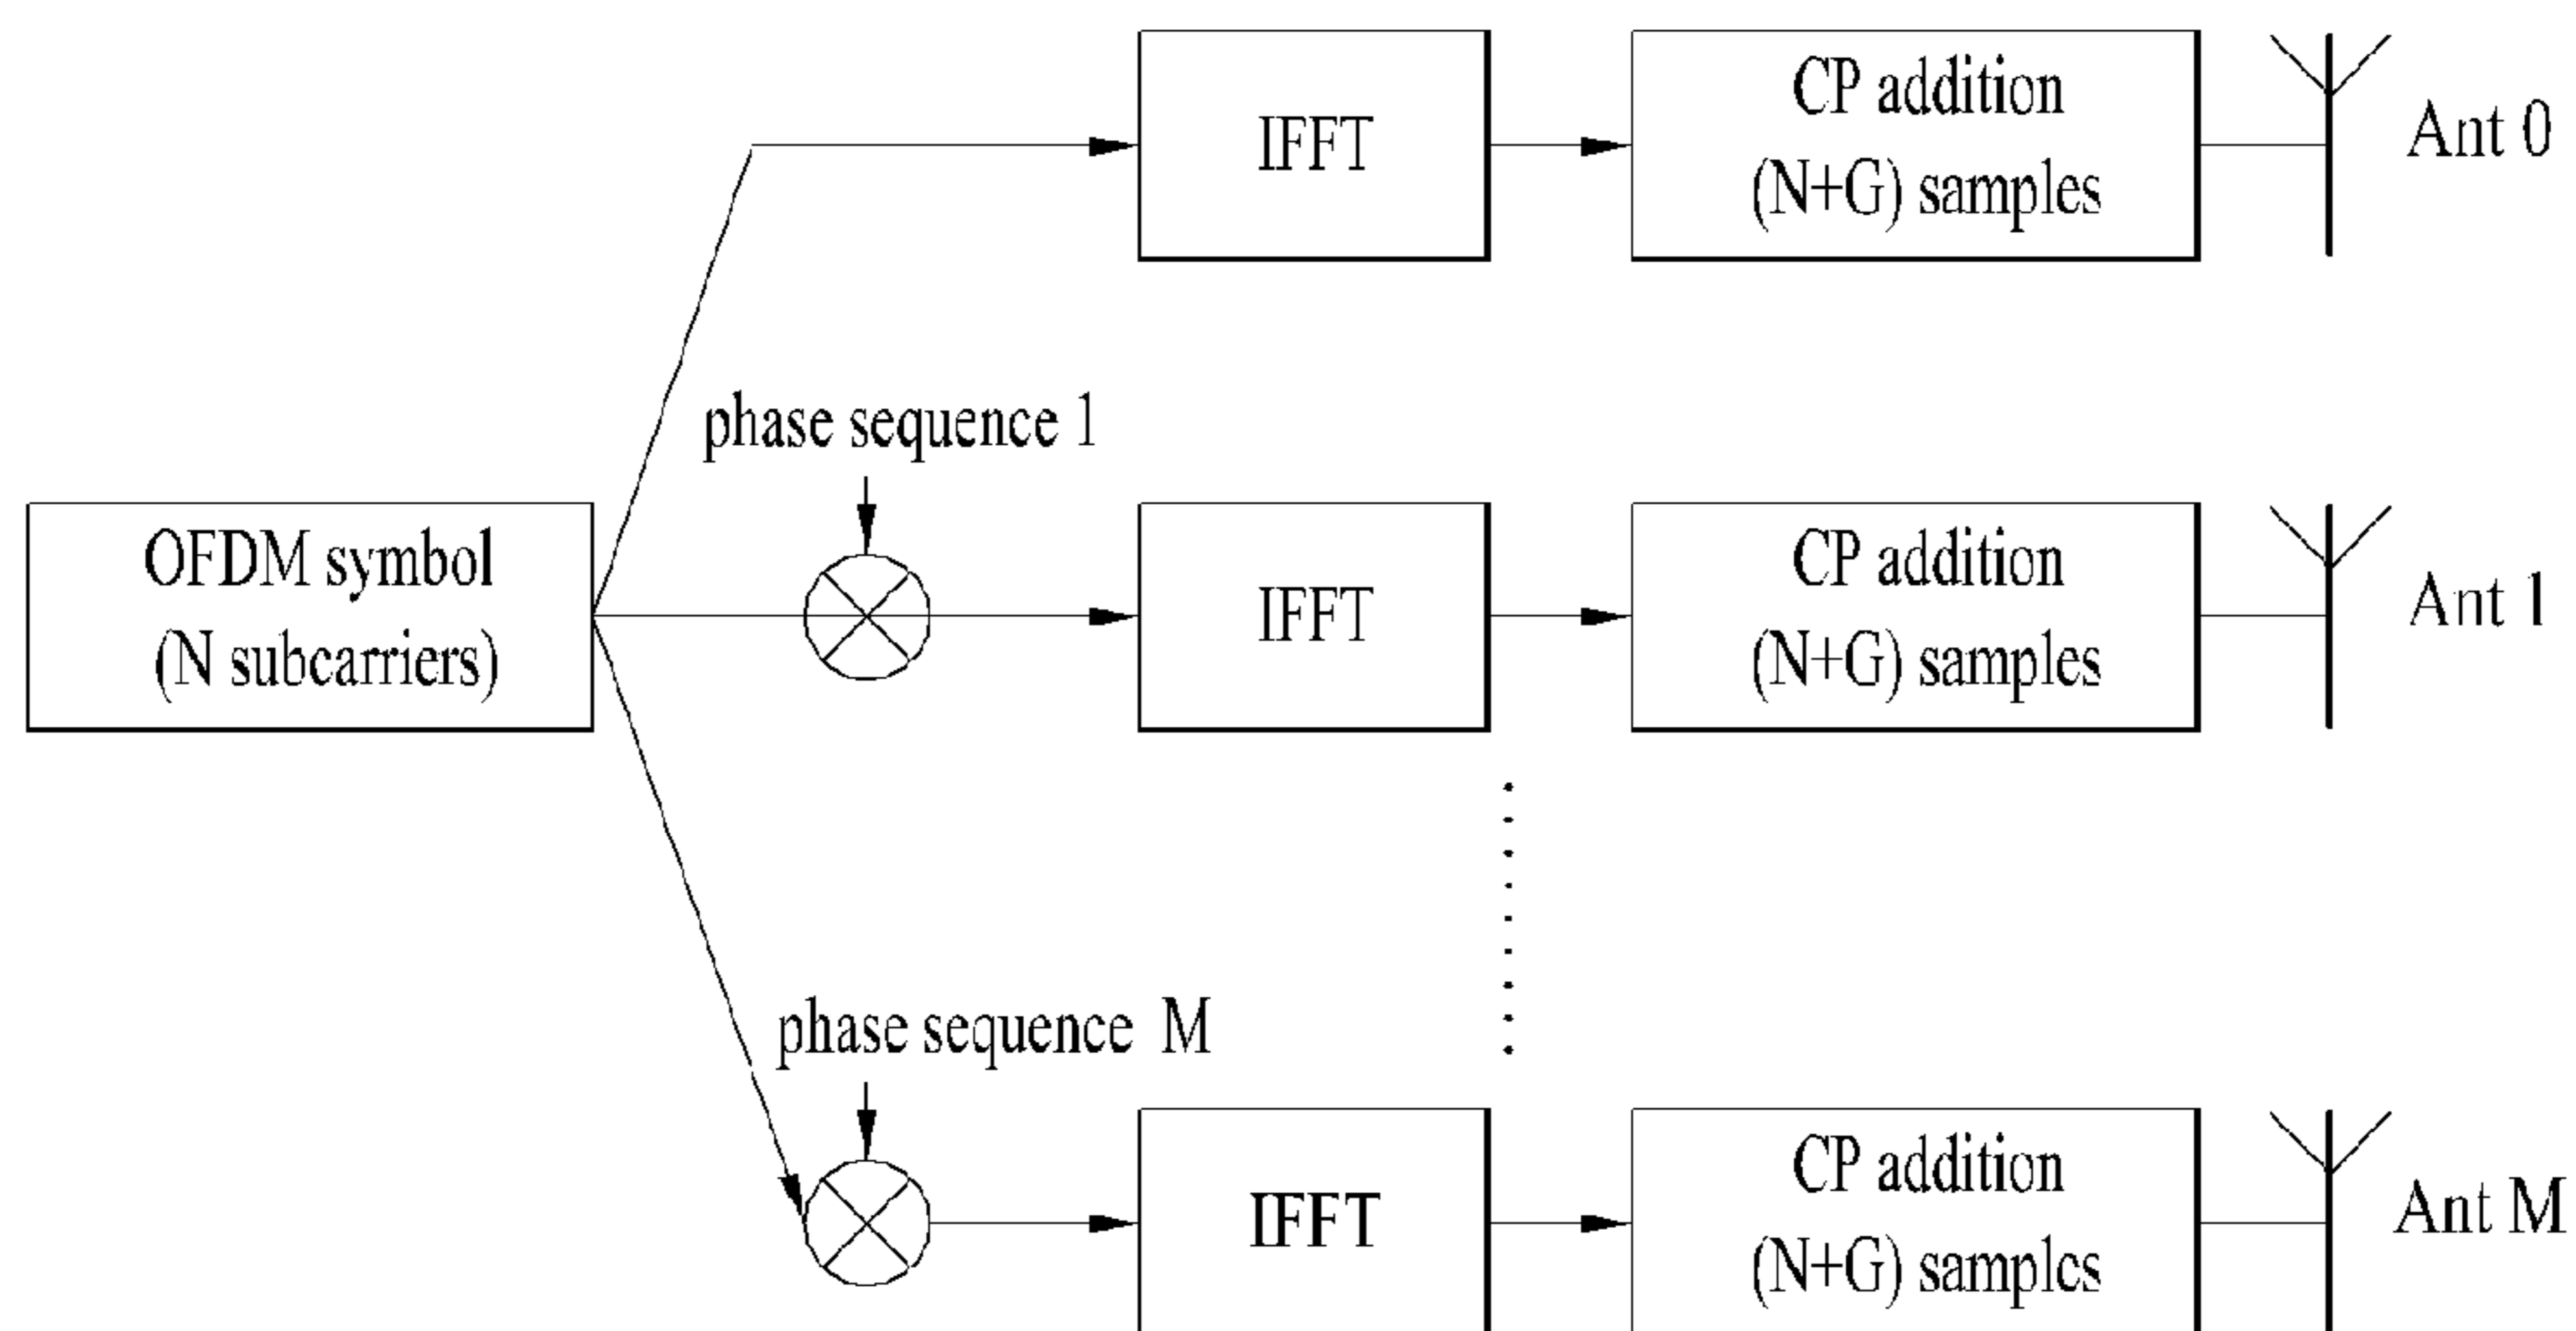 IFFT
CP addition
(N+G) samples
Ant 0
phase sequence 1
OFDM symbol
(N subcarriers)
IFFT
CP addition
(N+G) samples
Ant 1
phase sequence M
IFFT
CP addition
(N+G) samples
Ant M